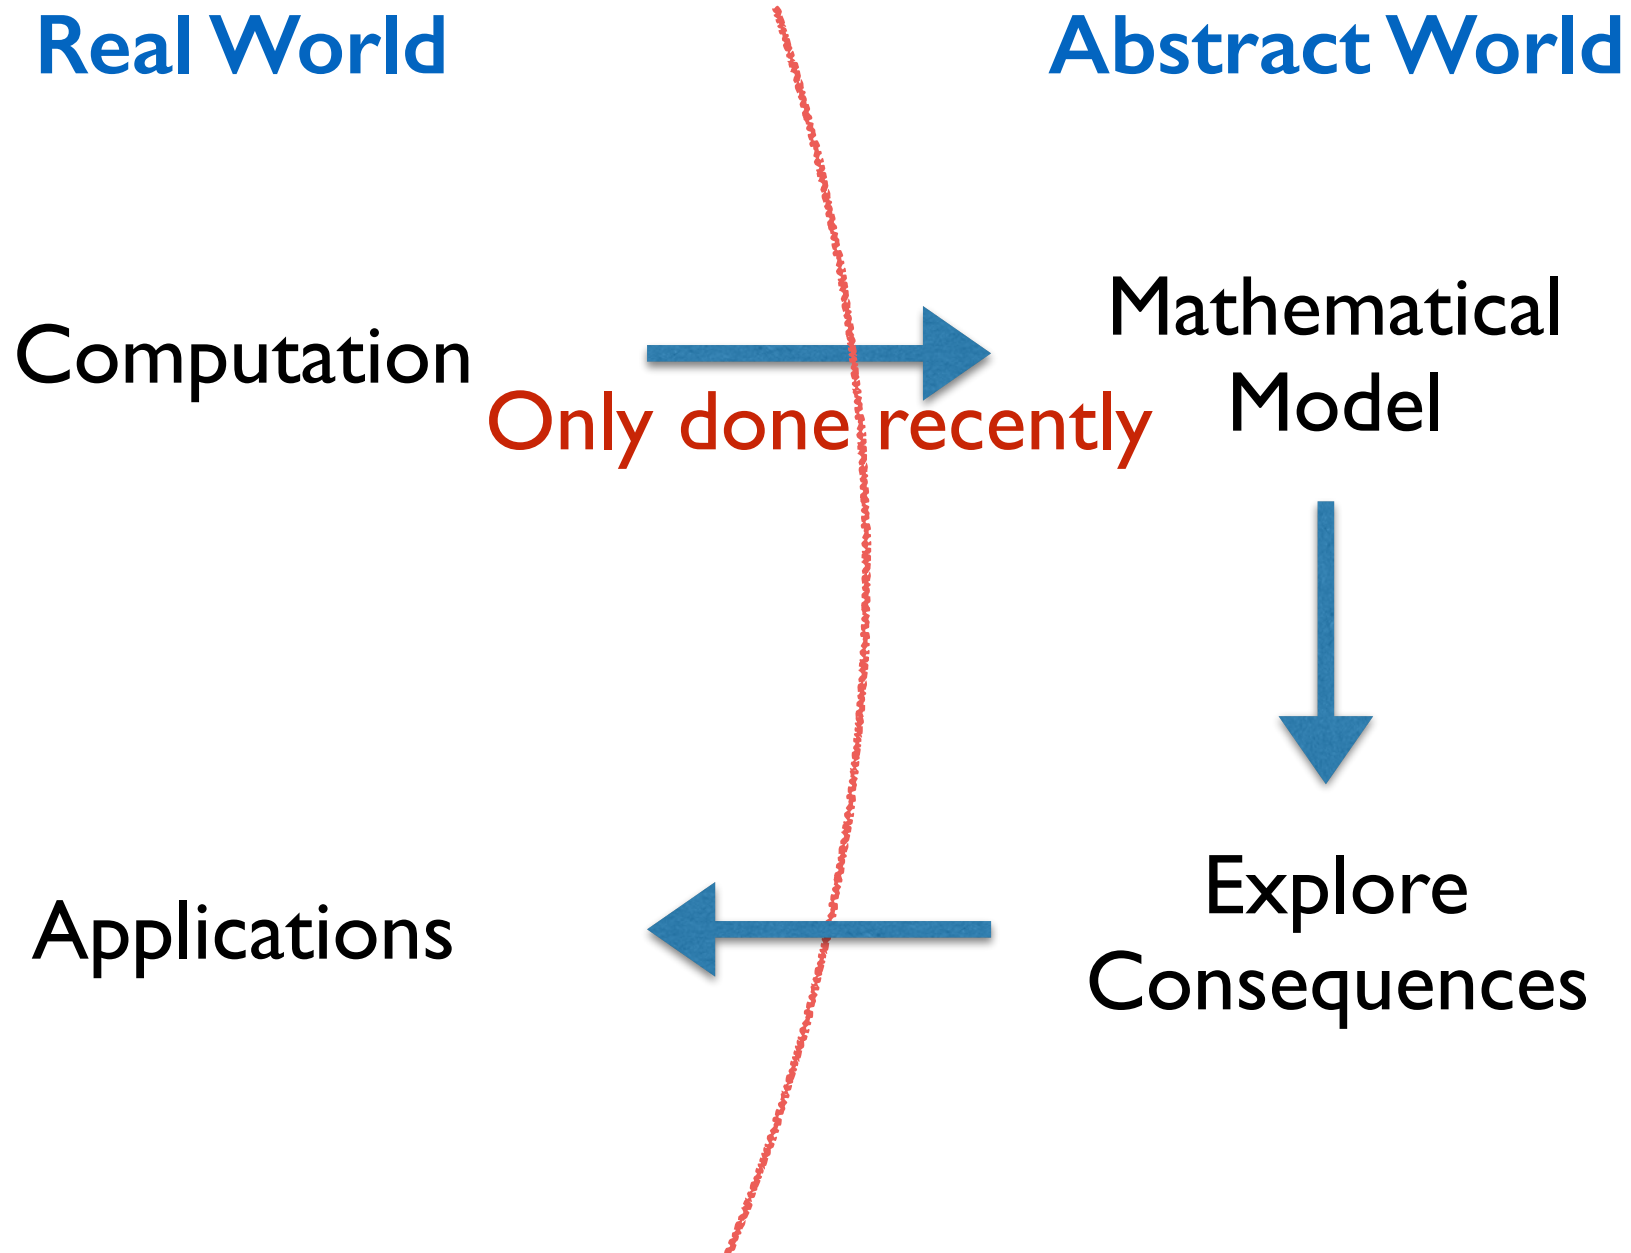 Real World
Abstract World
Computation
Only done recently
Mathematical
Model
Applications
Explore
Consequences